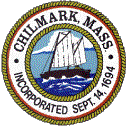 CHILMARK, MASS.
INCORPORATED SEPT. 14, 1694